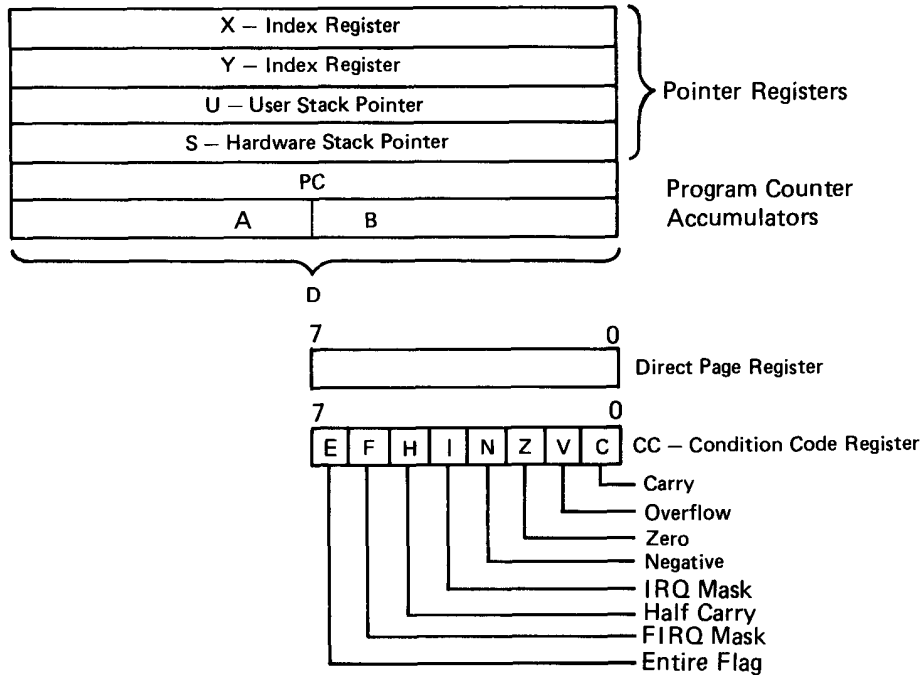 X – Index Register
Y – Index Register
U – User Stack Pointer
S – Hardware Stack Pointer
Pointer Registers
PC
Program Counter
A B
Accumulators
D
7 0
Direct Page Register
7 0
E F H I N Z V C
CC – Condition Code Register
Carry
Overflow
Zero
Negative
IRQ Mask
Half Carry
FIRQ Mask
Entire Flag